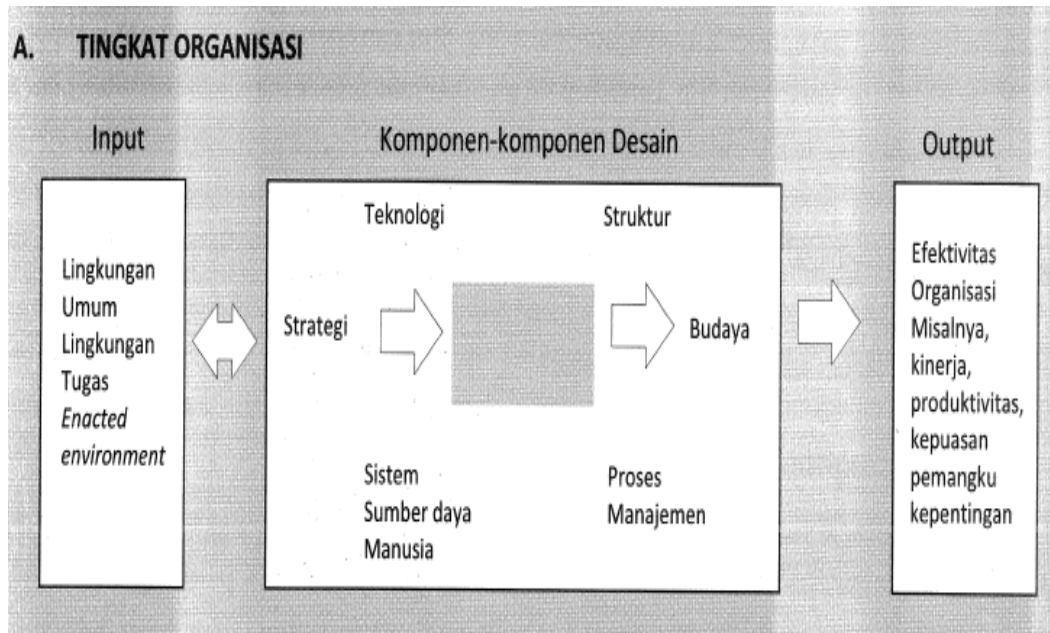 A. TINGKAT ORGANISASI
Input
Komponen-komponen Desain
Output
Lingkungan
Umum
Lingkungan
Tugas
Enacted
environment
Teknologi
Struktur
Strategi
Budaya
Sistem
Sumber daya
Manusia
Proses
Manajemen
Efektivitas
Organisasi
Misalnya,
kinerja,
produktivitas,
kepuasan
pemangku
kepentingan